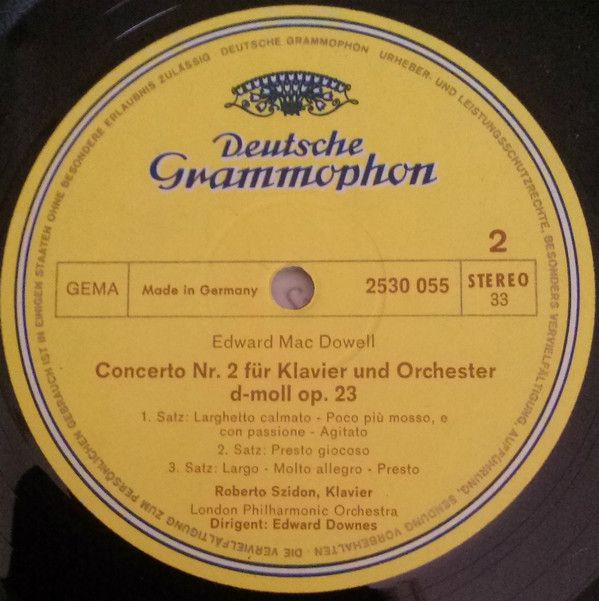 DEUTSCHE GRAMMOPHON · URHEBER- UND LEISTUNGSSCHUTZRECHTE, BESONDERS VERVIELFÄLTIGUNG, AUFFÜHRUNG, SENDUNG VORBEHALTEN · DIE VERVIELFÄLTIGUNG ZUM PERSÖNLICHEN GEBRAUCH IST IN EINIGEN STAATEN OHNE BESONDERE ERLAUBNIS ZULÄSSIG
Deutsche
Grammophon
2
GEMA Made in Germany 2530 055 STEREO 33
Edward Mac Dowell
Concerto Nr. 2 für Klavier und Orchester
d-moll op. 23
1. Satz: Larghetto calmato - Poco più mosso, e
con passione - Agitato
2. Satz: Presto giocoso
3. Satz: Largo - Molto allegro - Presto
Roberto Szidon, Klavier
London Philharmonic Orchestra
Dirigent: Edward Downes